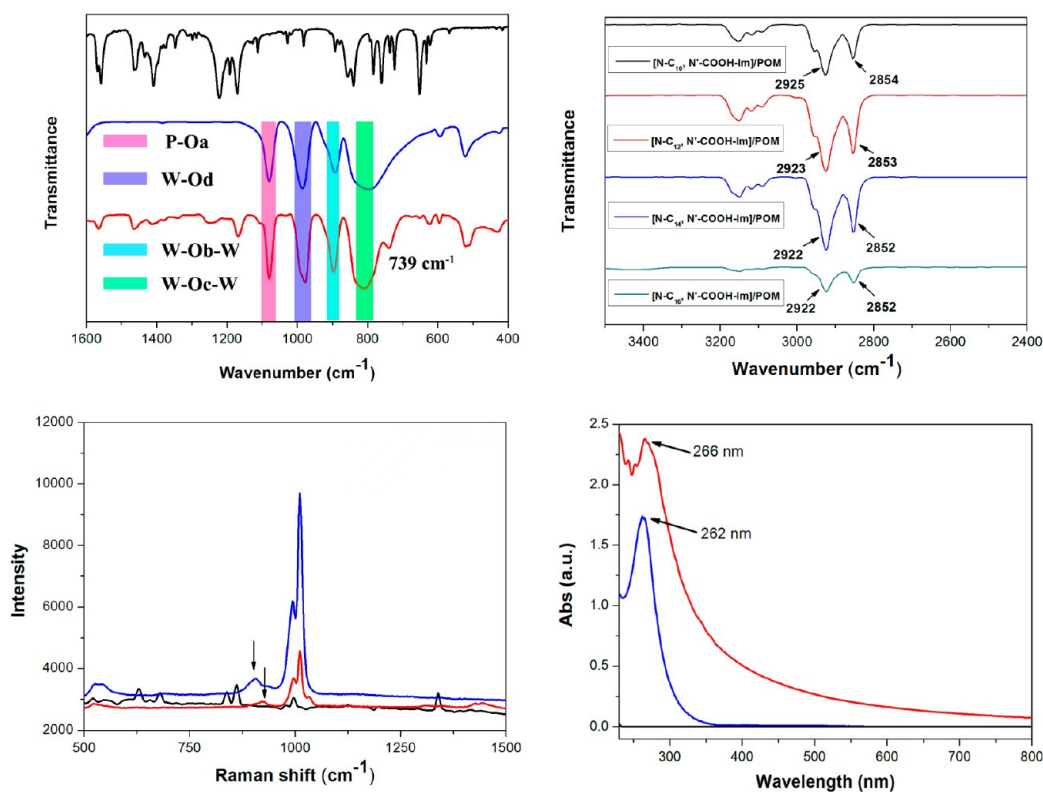 Transmittance
P-Oa
W-Od
W-Ob-W
W-Oc-W
739 cm⁻¹
1600 1400 1200 1000 800 600 400
Wavenumber (cm⁻¹)
Transmittance
[N-C₁₀, N'-COOH-Im]/POM
2925
2854
[N-C₁₂, N'-COOH-Im]/POM
2923
2853
[N-C₁₄, N'-COOH-Im]/POM
2922
2852
[N-C₁₆, N'-COOH-Im]/POM
2922
2852
3400 3200 3000 2800 2600 2400
Wavenumber (cm⁻¹)
Intensity
12000
10000
8000
6000
4000
2000
500 750 1000 1250 1500
Raman shift (cm⁻¹)
Abs (a.u.)
2.5
2.0
1.5
1.0
0.5
0.0
266 nm
262 nm
300 400 500 600 700 800
Wavelength (nm)